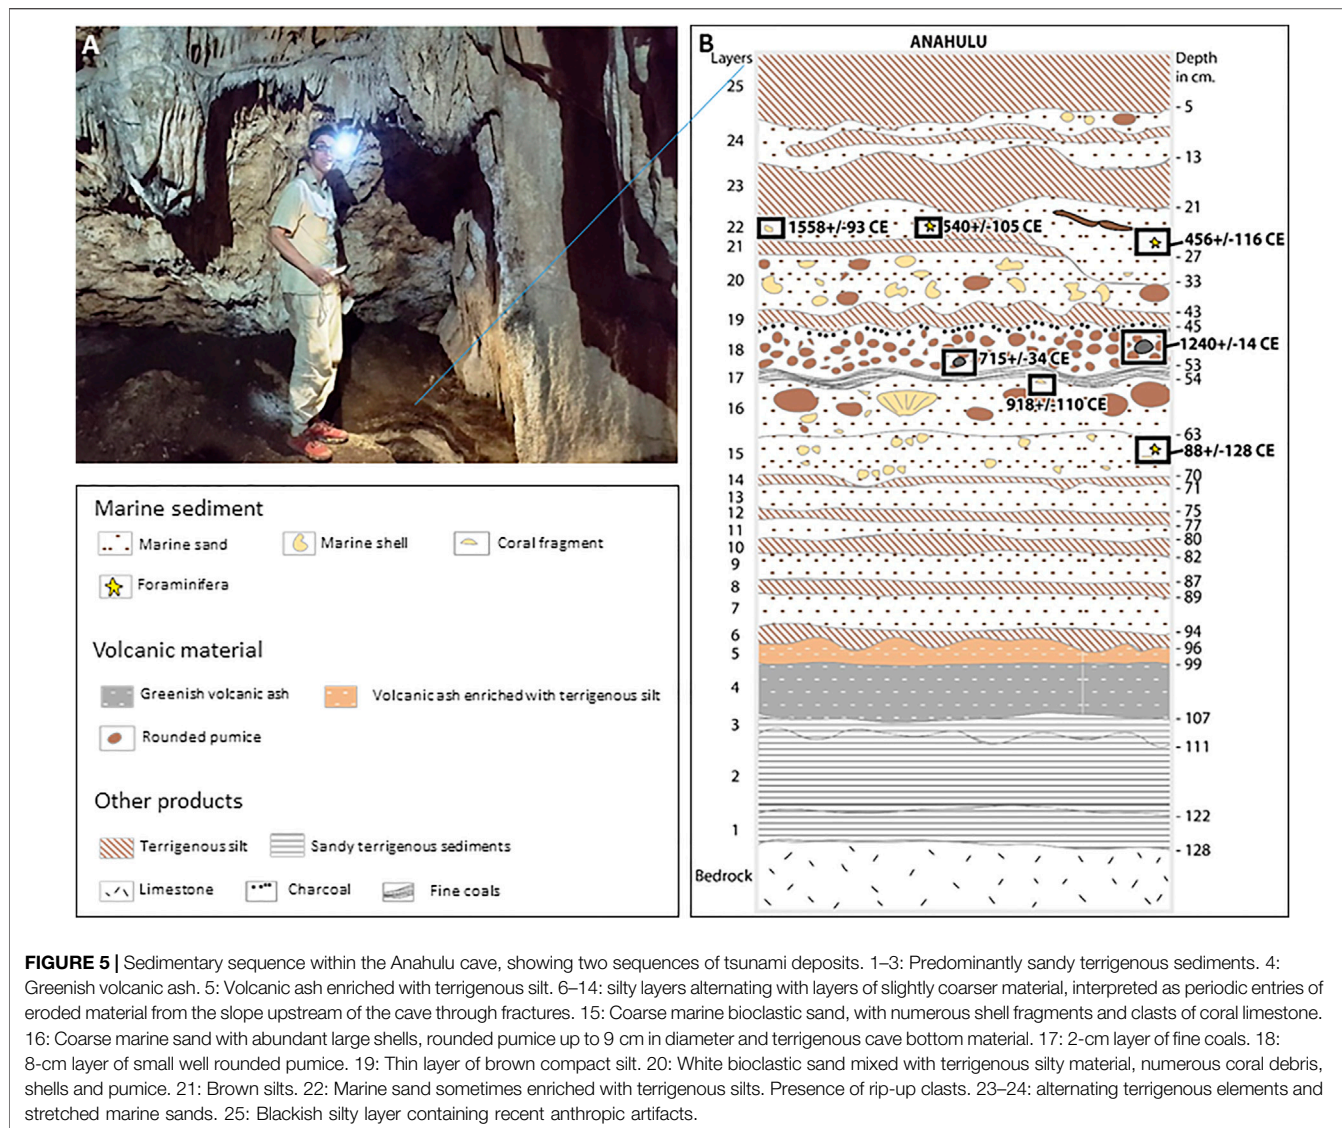 A
B
ANAHULU
Layers
Depth
in cm.
25
- 5
24
- 13
23
- 21
22
1558+/-93 CE
540+/-105 CE
456+/-116 CE
21
- 27
20
- 33
- 43
19
- 45
18
1240+/-14 CE
715+/-34 CE
- 53
17
- 54
918+/-110 CE
16
- 63
15
88+/-128 CE
- 70
14
- 71
13
- 75
12
- 77
11
- 80
10
- 82
9
- 87
8
- 89
7
- 94
6
- 96
5
- 99
4
- 107
3
- 111
2
- 122
1
- 128
Bedrock
Marine sediment
Marine sand
Marine shell
Coral fragment
Foraminifera
Volcanic material
Greenish volcanic ash
Volcanic ash enriched with terrigenous silt
Rounded pumice
Other products
Terrigenous silt
Sandy terrigenous sediments
Limestone
Charcoal
Fine coals
FIGURE 5 | Sedimentary sequence within the Anahulu cave, showing two sequences of tsunami deposits. 1–3: Predominantly sandy terrigenous sediments. 4:
Greenish volcanic ash. 5: Volcanic ash enriched with terrigenous silt. 6–14: silty layers alternating with layers of slightly coarser material, interpreted as periodic entries of
eroded material from the slope upstream of the cave through fractures. 15: Coarse marine bioclastic sand, with numerous shell fragments and clasts of coral limestone.
16: Coarse marine sand with abundant large shells, rounded pumice up to 9 cm in diameter and terrigenous cave bottom material. 17: 2-cm layer of fine coals. 18:
8-cm layer of small well rounded pumice. 19: Thin layer of brown compact silt. 20: White bioclastic sand mixed with terrigenous silty material, numerous coral debris,
shells and pumice. 21: Brown silts. 22: Marine sand sometimes enriched with terrigenous silts. Presence of rip-up clasts. 23–24: alternating terrigenous elements and
stretched marine sands. 25: Blackish silty layer containing recent anthropic artifacts.